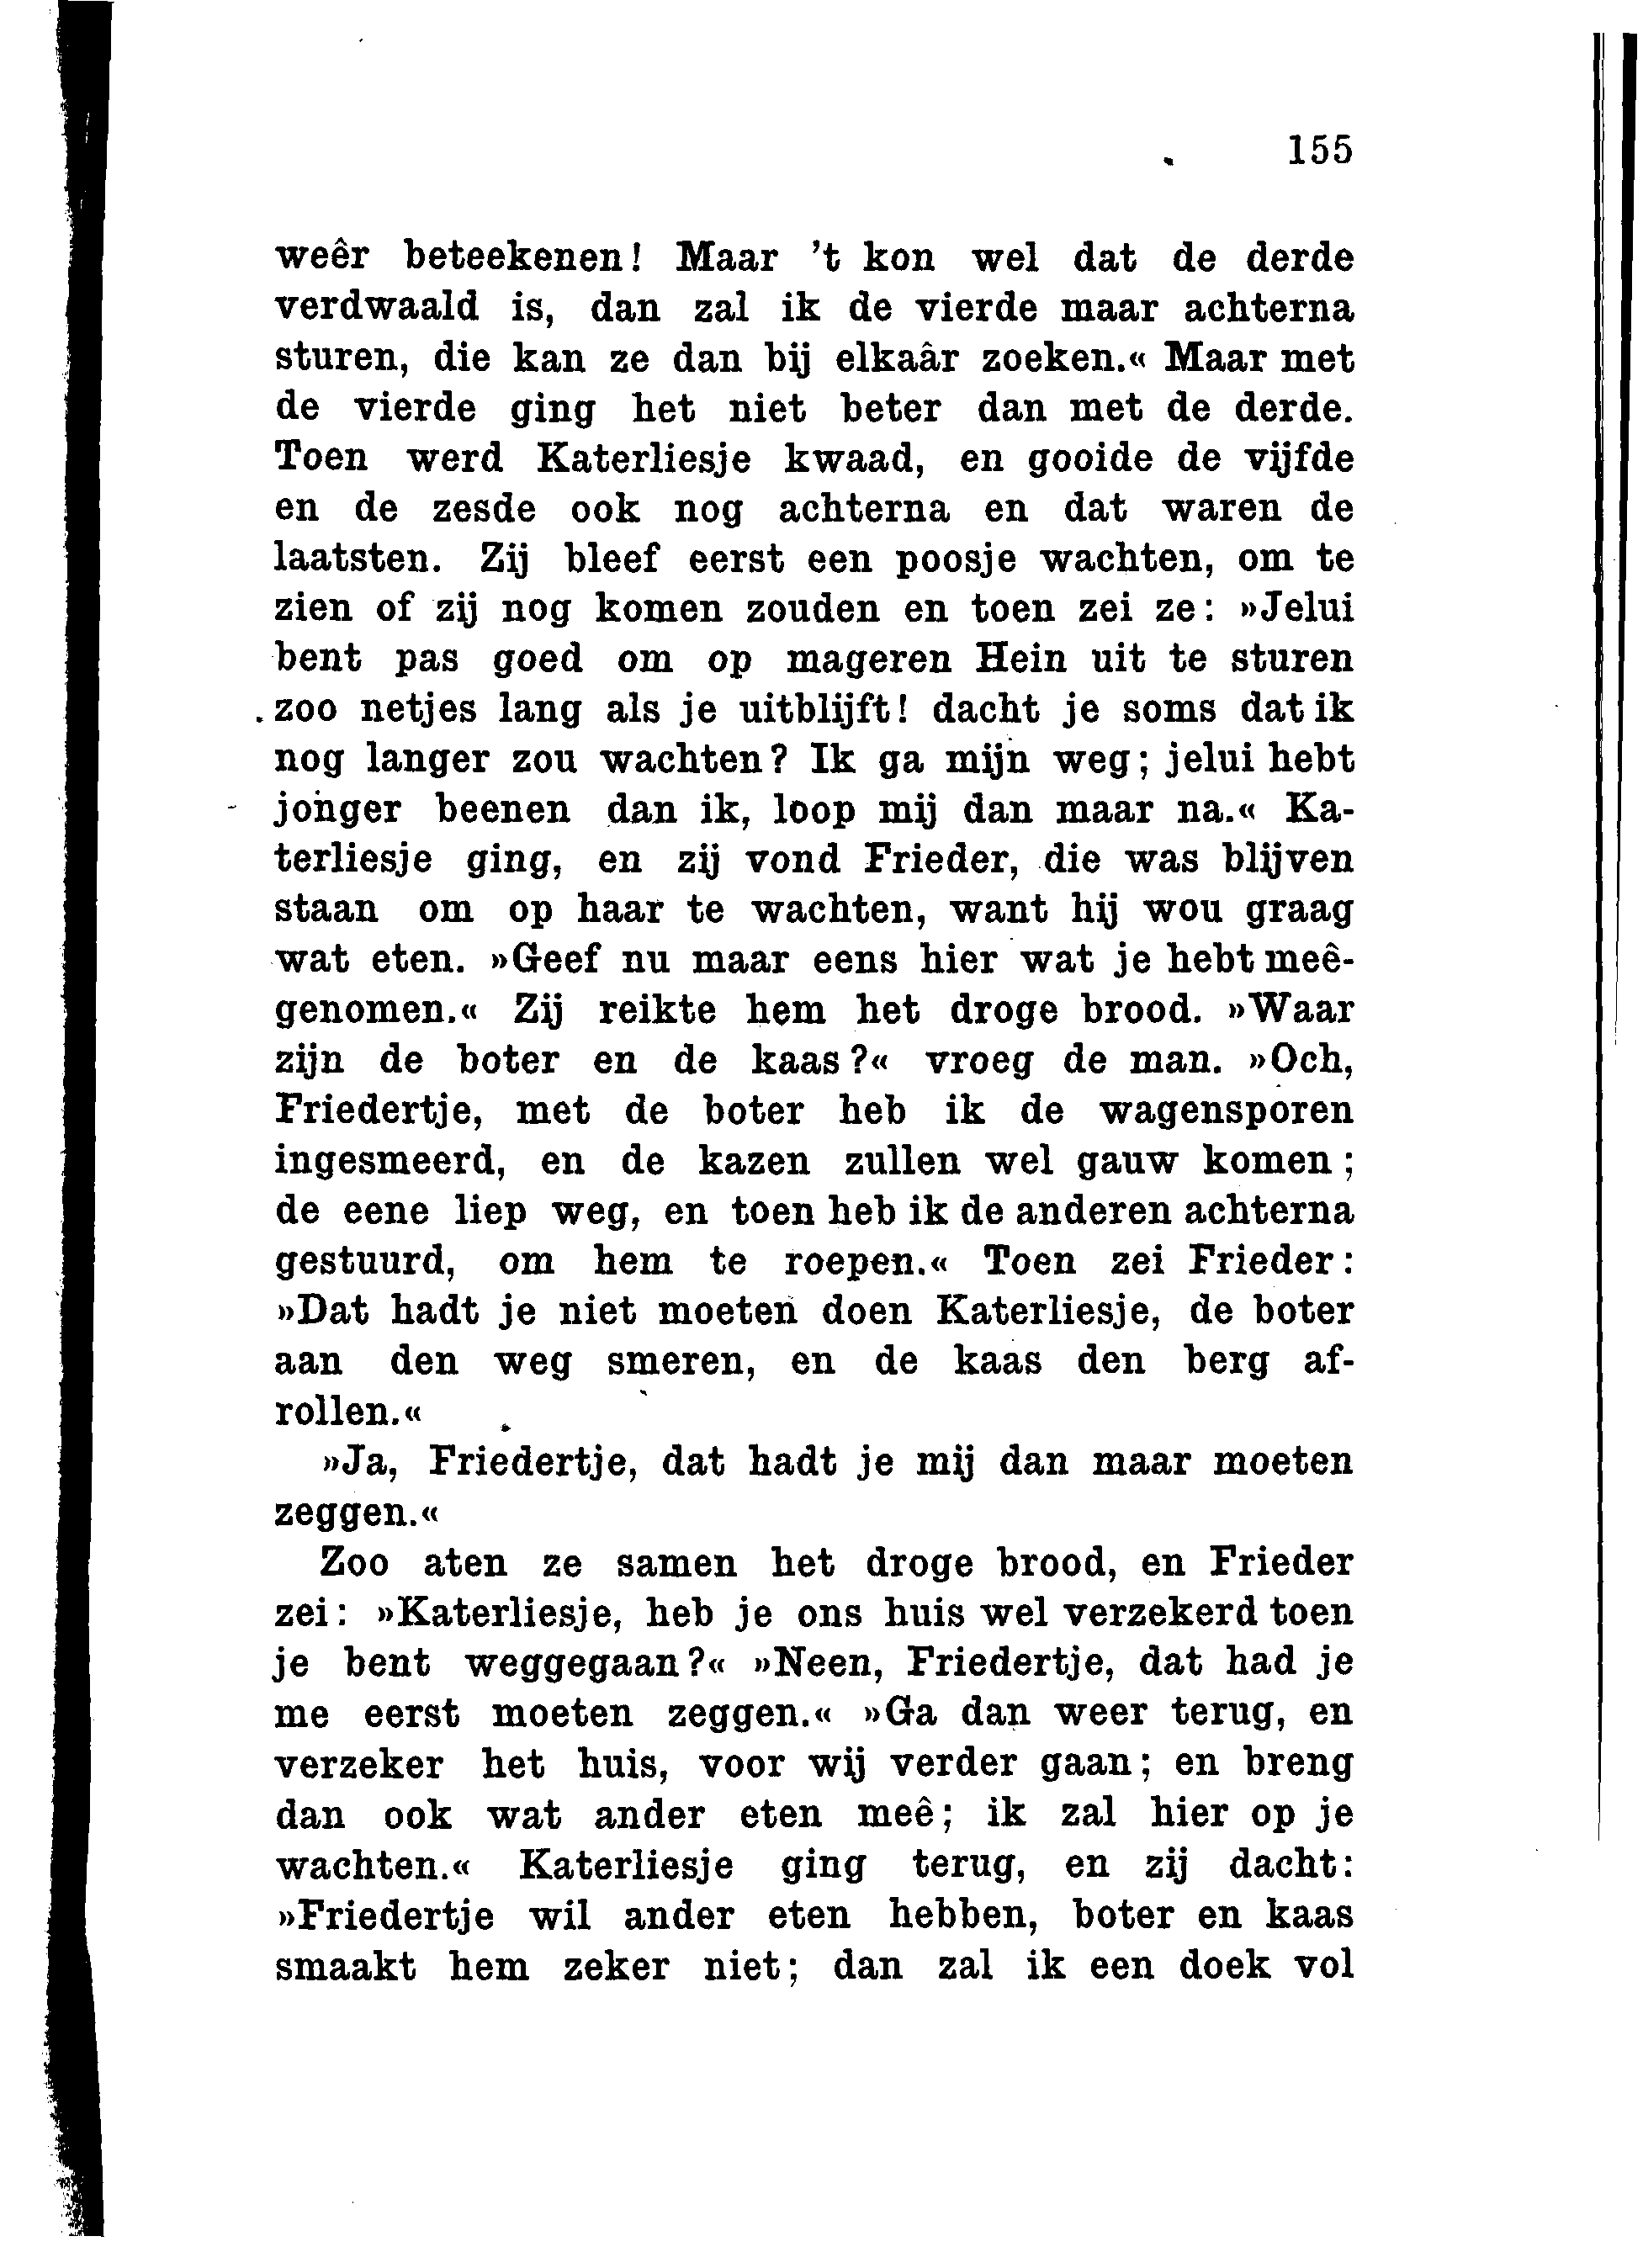 155
weêr beteekenen! Maar 't kon wel dat de derde
verdwaald is, dan zal ik de vierde maar achterna
sturen, die kan ze dan bij elkaâr zoeken.« Maar met
de vierde ging het niet beter dan met de derde.
Toen werd Katerliesje kwaad, en gooide de vijfde
en de zesde ook nog achterna en dat waren de
laatsten. Zij bleef eerst een poosje wachten, om te
zien of zij nog komen zouden en toen zei ze: »Jelui
bent pas goed om op mageren Hein uit te sturen
zoo netjes lang als je uitblijft! dacht je soms dat ik
nog langer zou wachten? Ik ga mijn weg; jelui hebt
jonger beenen dan ik, loop mij dan maar na.« Ka-
terliesje ging, en zij vond Frieder, die was blijven
staan om op haar te wachten, want hij wou graag
wat eten. »Geef nu maar eens hier wat je hebt meê-
genomen.« Zij reikte hem het droge brood. »Waar
zijn de boter en de kaas?« vroeg de man. »Och,
Friedertje, met de boter heb ik de wagensporen
ingesmeerd, en de kazen zullen wel gauw komen;
de eene liep weg, en toen heb ik de anderen achterna
gestuurd, om hem te roepen.« Toen zei Frieder:
»Dat hadt je niet moeten doen Katerliesje, de boter
aan den weg smeren, en de kaas den berg af-
rollen.«
»Ja, Friedertje, dat hadt je mij dan maar moeten
zeggen.«
Zoo aten ze samen het droge brood, en Frieder
zei: »Katerliesje, heb je ons huis wel verzekerd toen
je bent weggegaan?« »Neen, Friedertje, dat had je
me eerst moeten zeggen.« »Ga dan weer terug, en
verzeker het huis, voor wij verder gaan; en breng
dan ook wat ander eten meê; ik zal hier op je
wachten.« Katerliesje ging terug, en zij dacht:
»Friedertje wil ander eten hebben, boter en kaas
smaakt hem zeker niet; dan zal ik een doek vol